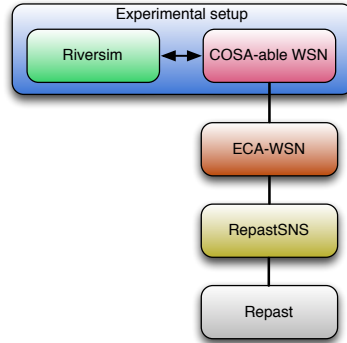 Experimental setup
Riversim
COSA-able WSN
ECA-WSN
RepastSNS
Repast